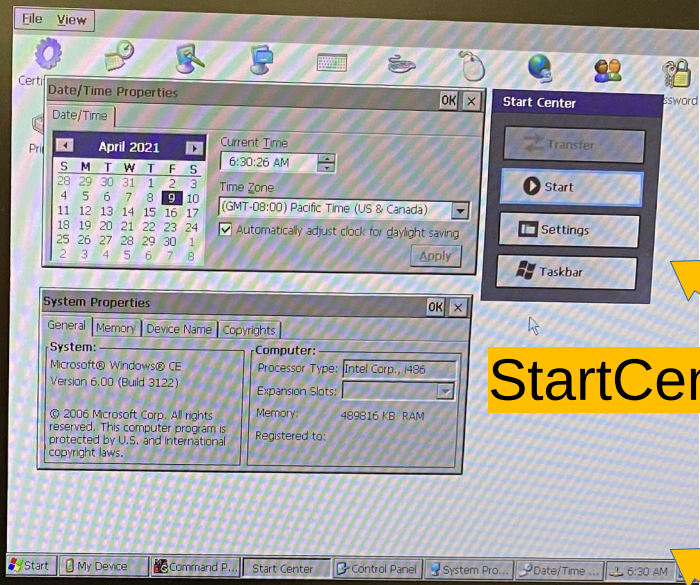 File View
Certi
ssword
Pri
Date/Time Properties OK ×
Date/Time
April 2021
S M T W T F S
28 29 30 31 1 2 3
4 5 6 7 8 9 10
11 12 13 14 15 16 17
18 19 20 21 22 23 24
25 26 27 28 29 30 1
2 3 4 5 6 7 8
Current Time
6:30:26 AM
Time Zone
(GMT-08:00) Pacific Time (US & Canada)
Automatically adjust clock for daylight saving
Apply
Start Center
Transfer
Start
Settings
Taskbar
System Properties OK ×
General Memory Device Name Copyrights
System:
Microsoft® Windows® CE
Version 6.00 (Build 3122)
© 2006 Microsoft Corp. All rights
reserved. This computer program is
protected by U.S. and international
copyright laws.
Computer:
Processor Type: Intel Corp., i486
Expansion Slots:
Memory: 489816 KB RAM
Registered to:
StartCen
Start My Device Command P... Start Center Control Panel System Pro... Date/Time ... 6:30 AM